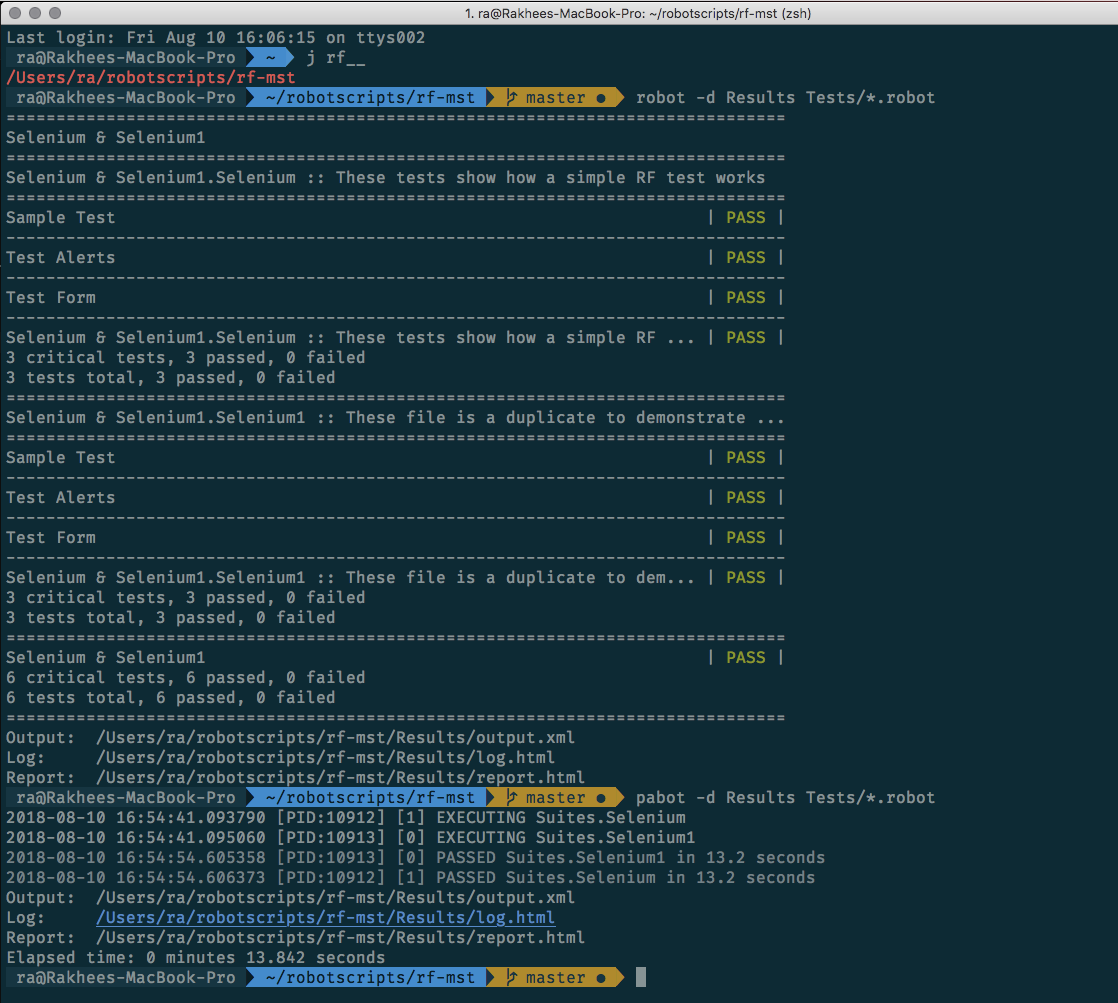 1. ra@Rakhees-MacBook-Pro: ~/robotscripts/rf-mst (zsh)
Last login: Fri Aug 10 16:06:15 on ttys002
ra@Rakhees-MacBook-Pro ~ j rf__
/Users/ra/robotscripts/rf-mst
ra@Rakhees-MacBook-Pro ~/robotscripts/rf-mst master ● robot -d Results Tests/*.robot
==============================================================================
Selenium & Selenium1
==============================================================================
Selenium & Selenium1.Selenium :: These tests show how a simple RF test works
==============================================================================
Sample Test | PASS |
------------------------------------------------------------------------------
Test Alerts | PASS |
------------------------------------------------------------------------------
Test Form | PASS |
------------------------------------------------------------------------------
Selenium & Selenium1.Selenium :: These tests show how a simple RF ... | PASS |
3 critical tests, 3 passed, 0 failed
3 tests total, 3 passed, 0 failed
==============================================================================
Selenium & Selenium1.Selenium1 :: These file is a duplicate to demonstrate ...
==============================================================================
Sample Test | PASS |
------------------------------------------------------------------------------
Test Alerts | PASS |
------------------------------------------------------------------------------
Test Form | PASS |
------------------------------------------------------------------------------
Selenium & Selenium1.Selenium1 :: These file is a duplicate to dem... | PASS |
3 critical tests, 3 passed, 0 failed
3 tests total, 3 passed, 0 failed
==============================================================================
Selenium & Selenium1 | PASS |
6 critical tests, 6 passed, 0 failed
6 tests total, 6 passed, 0 failed
==============================================================================
Output: /Users/ra/robotscripts/rf-mst/Results/output.xml
Log: /Users/ra/robotscripts/rf-mst/Results/log.html
Report: /Users/ra/robotscripts/rf-mst/Results/report.html
ra@Rakhees-MacBook-Pro ~/robotscripts/rf-mst master ● pabot -d Results Tests/*.robot
2018-08-10 16:54:41.093790 [PID:10912] [1] EXECUTING Suites.Selenium
2018-08-10 16:54:41.095060 [PID:10913] [0] EXECUTING Suites.Selenium1
2018-08-10 16:54:54.605358 [PID:10913] [0] PASSED Suites.Selenium1 in 13.2 seconds
2018-08-10 16:54:54.606373 [PID:10912] [1] PASSED Suites.Selenium in 13.2 seconds
Output: /Users/ra/robotscripts/rf-mst/Results/output.xml
Log: /Users/ra/robotscripts/rf-mst/Results/log.html
Report: /Users/ra/robotscripts/rf-mst/Results/report.html
Elapsed time: 0 minutes 13.842 seconds
ra@Rakhees-MacBook-Pro ~/robotscripts/rf-mst master ●